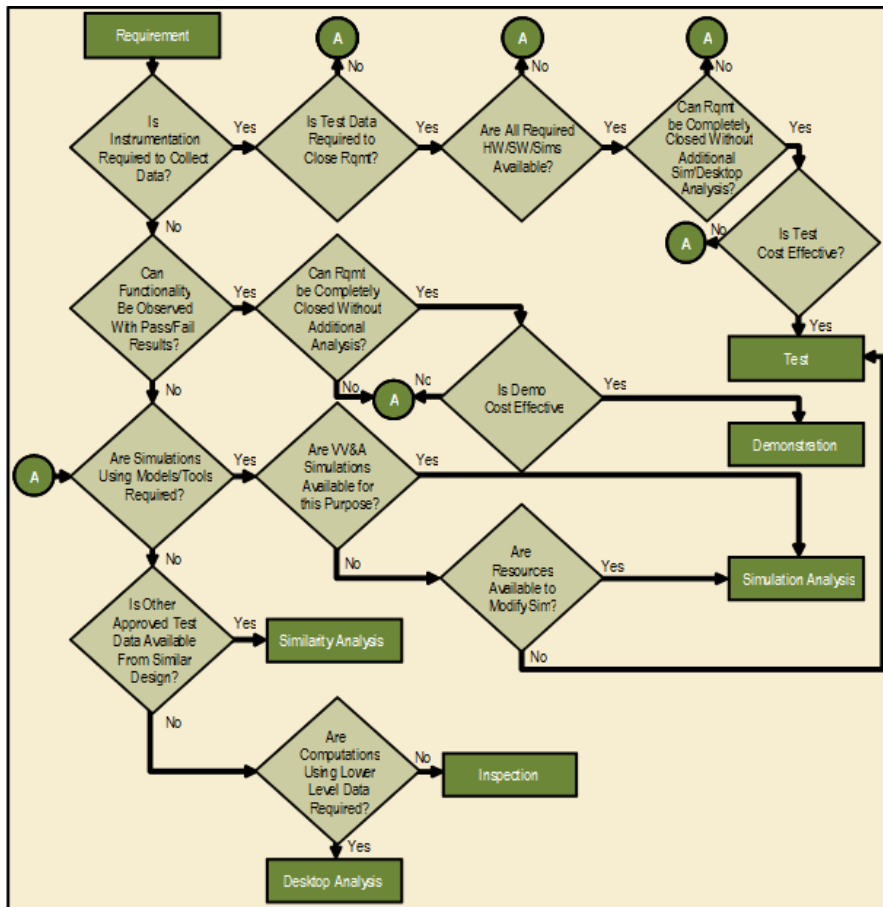 Requirement
A
A
A
No
No
No
Is
Instrumentation
Required to Collect
Data?
Yes
Is Test Data
Required to
Close Rqmt?
Yes
Are All Required
HW/SW/Sims
Available?
Yes
Can Rqmt
be Completely
Closed Without
Additional
Sim/Desktop
Analysis?
Yes
No
A
No
Is Test
Cost Effective?
Yes
Test
Can
Functionality
Be Observed
With Pass/Fail
Results?
Yes
Can Rqmt
be Completely
Closed Without
Additional
Analysis?
Yes
No
No
A
No
Is Demo
Cost Effective
Yes
Demonstration
A
Are Simulations
Using Models/Tools
Required?
Yes
Are VV&A
Simulations
Available for
this Purpose?
Yes
No
No
Are
Resources
Available to
Modify Sim?
Yes
Simulation Analysis
No
Is Other
Approved Test
Data Available
From Similar
Design?
Yes
Similarity Analysis
No
Are
Computations
Using Lower
Level Data
Required?
No
Inspection
Yes
Desktop Analysis